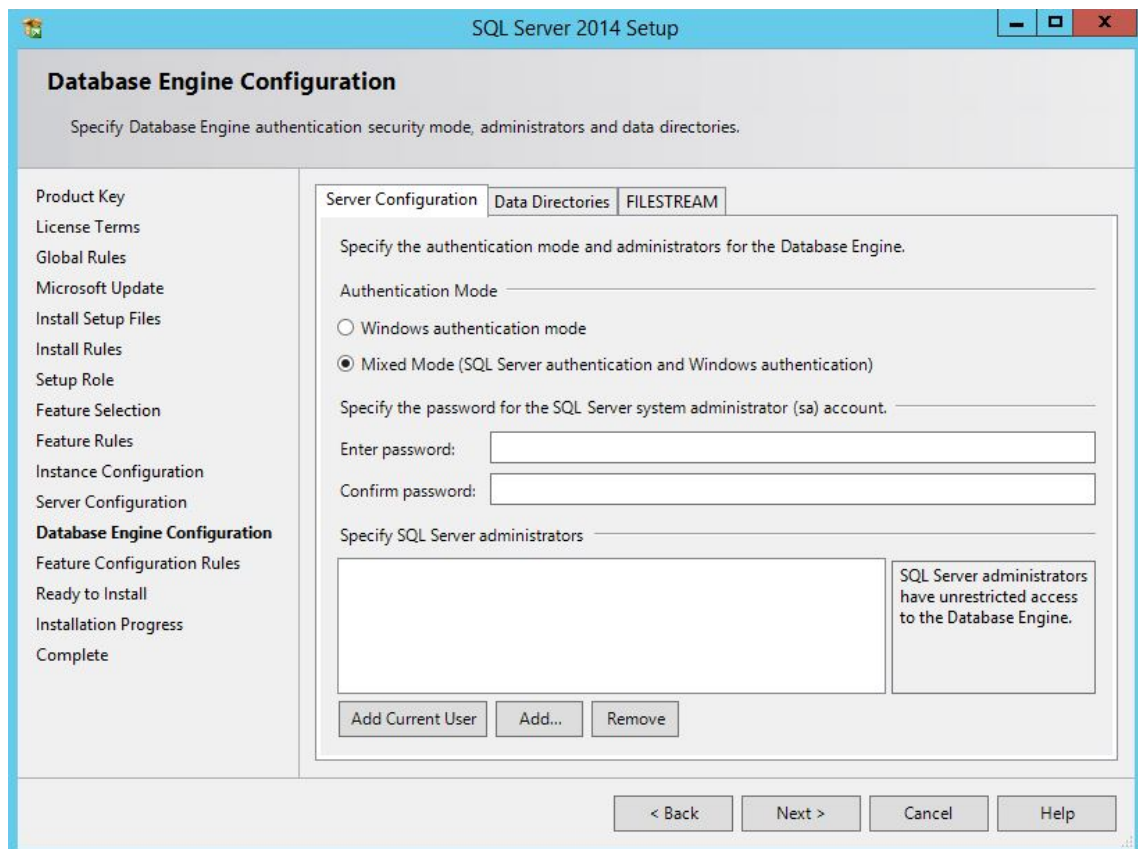 SQL Server 2014 Setup
Database Engine Configuration
Specify Database Engine authentication security mode, administrators and data directories.
Product Key
License Terms
Global Rules
Microsoft Update
Install Setup Files
Install Rules
Setup Role
Feature Selection
Feature Rules
Instance Configuration
Server Configuration
Database Engine Configuration
Feature Configuration Rules
Ready to Install
Installation Progress
Complete
Server Configuration Data Directories FILESTREAM
Specify the authentication mode and administrators for the Database Engine.
Authentication Mode
Windows authentication mode
Mixed Mode (SQL Server authentication and Windows authentication)
Specify the password for the SQL Server system administrator (sa) account.
Enter password:
Confirm password:
Specify SQL Server administrators
SQL Server administrators
have unrestricted access
to the Database Engine.
Add Current User Add... Remove
< Back Next > Cancel Help